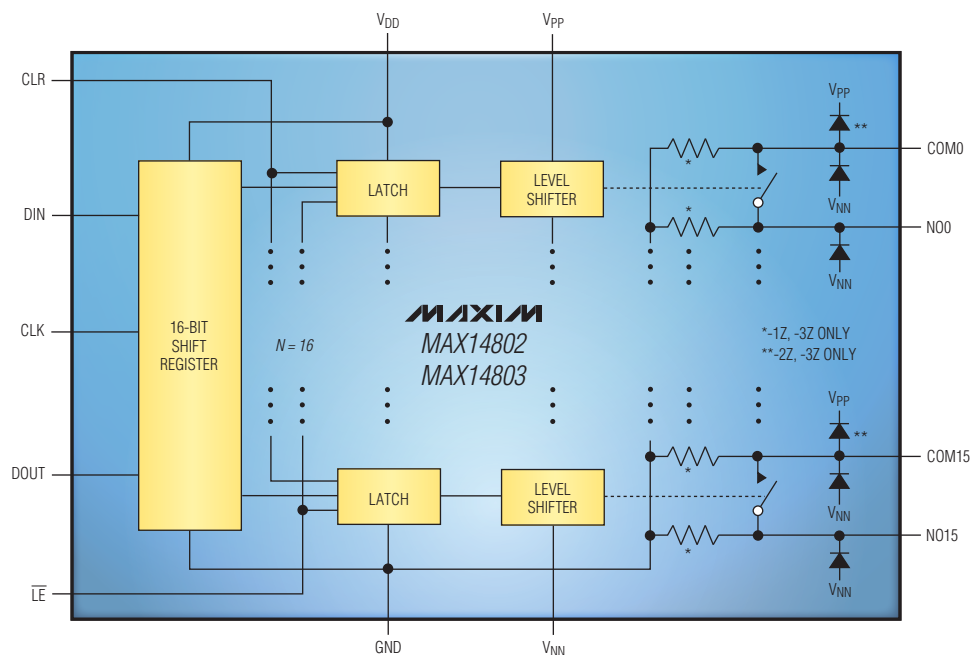 VDD
VPP
CLR
VPP
**
COM0
LATCH
LEVEL
SHIFTER
*
VNN
DIN
*
NO0
VNN
MAXIM
CLK
16-BIT
SHIFT
REGISTER
N = 16
MAX14802
MAX14803
*-1Z, -3Z ONLY
**-2Z, -3Z ONLY
VPP
**
COM15
DOUT
LATCH
LEVEL
SHIFTER
*
VNN
NO15
*
LE
VNN
GND
VNN